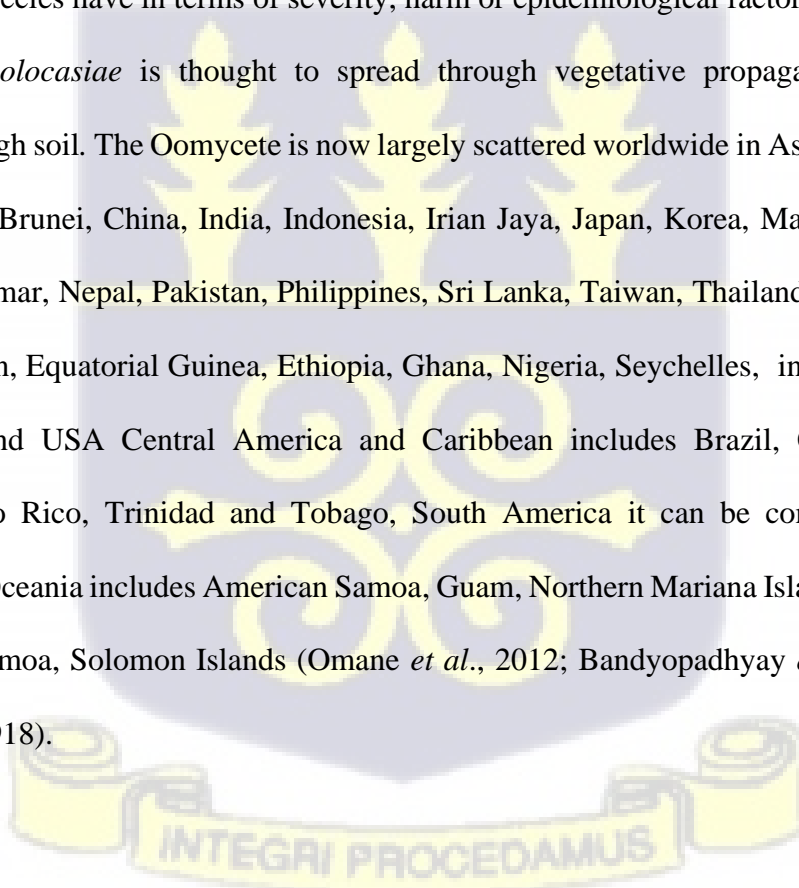 have in terms of severity, harm or epidemiological factor
olocasiae is thought to spread through vegetative propaga
gh soil. The Oomycete is now largely scattered worldwide in As
Brunei, China, India, Indonesia, Irian Jaya, Japan, Korea, Ma
mar, Nepal, Pakistan, Philippines, Sri Lanka, Taiwan, Thailand
n, Equatorial Guinea, Ethiopia, Ghana, Nigeria, Seychelles, in
nd USA Central America and Caribbean includes Brazil,
o Rico, Trinidad and Tobago, South America it can be con
Oceania includes American Samoa, Guam, Northern Mariana Isla
moa, Solomon Islands (Omane et al., 2012; Bandyopadhyay
18).
INTEGRI PROCEDAMUS